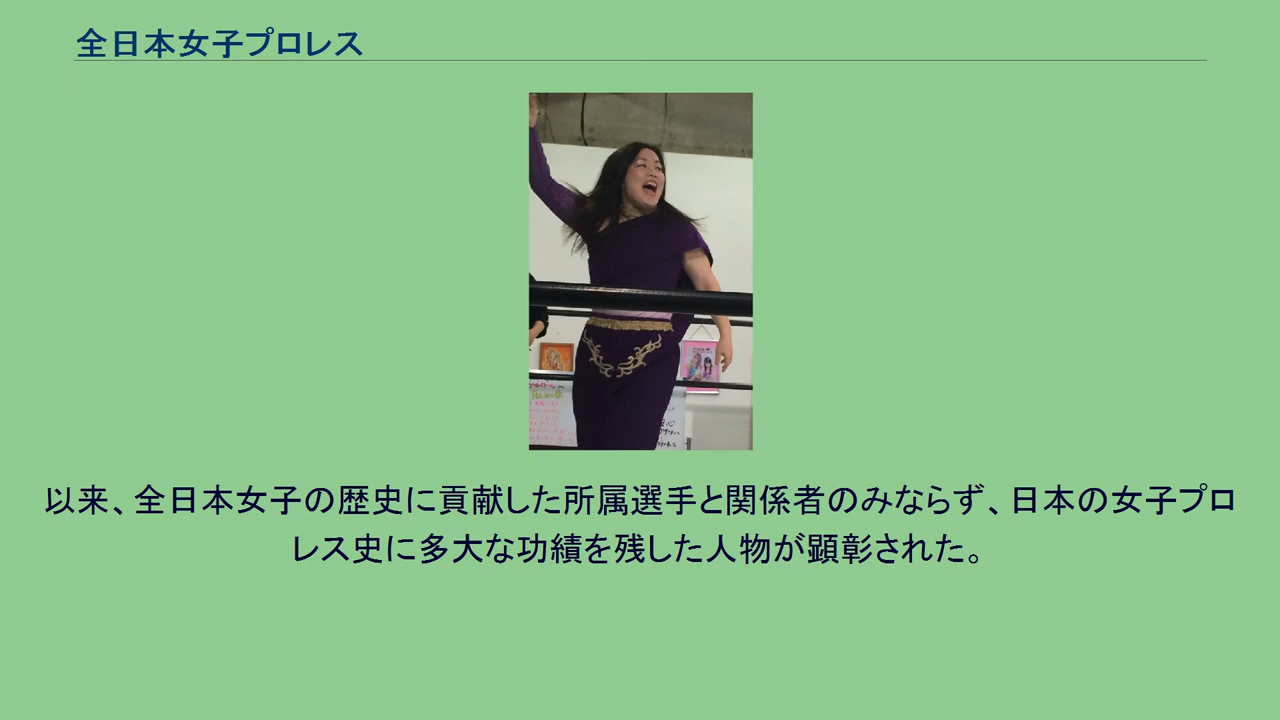 全日本女子プロレス
以来、全日本女子の歴史に貢献した所属選手と関係者のみならず、日本の女子プロ
レス史に多大な功績を残した人物が顕彰された。